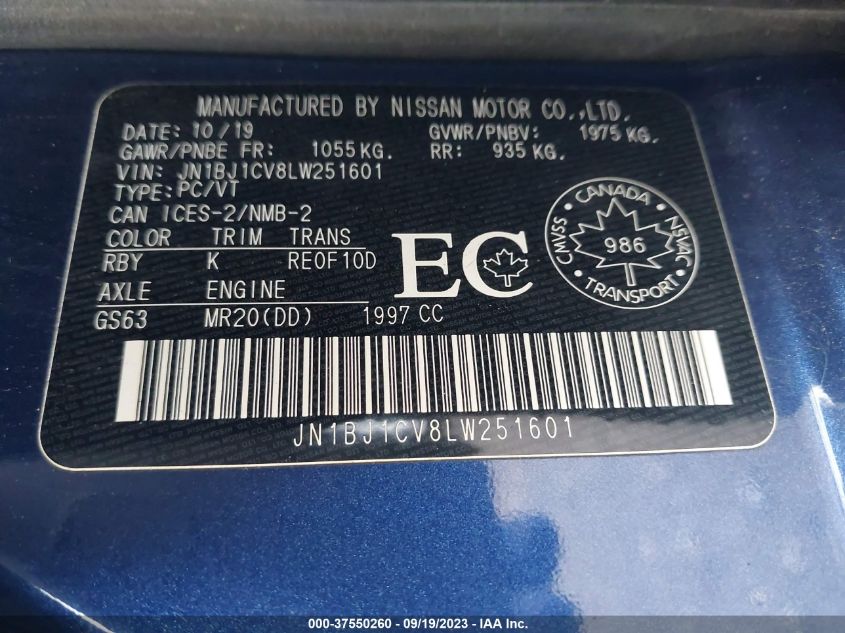 MANUFACTURED BY NISSAN MOTOR CO.,LTD.
DATE: 10/19 GVWR/PNBV: 1975 KG.
GAWR/PNBE FR: 1055 KG. RR: 935 KG.
VIN: JN1BJ1CV8LW251601
TYPE: PC/VT
CAN ICES-2/NMB-2
COLOR TRIM TRANS
RBY K RE0F10D
AXLE ENGINE
GS63 MR20(DD) 1997 CC
EC
CANADA
CMVSS 986 NSVAC
TRANSPORT
JN1BJ1CV8LW251601
000-37550260 - 09/19/2023 - IAA Inc.